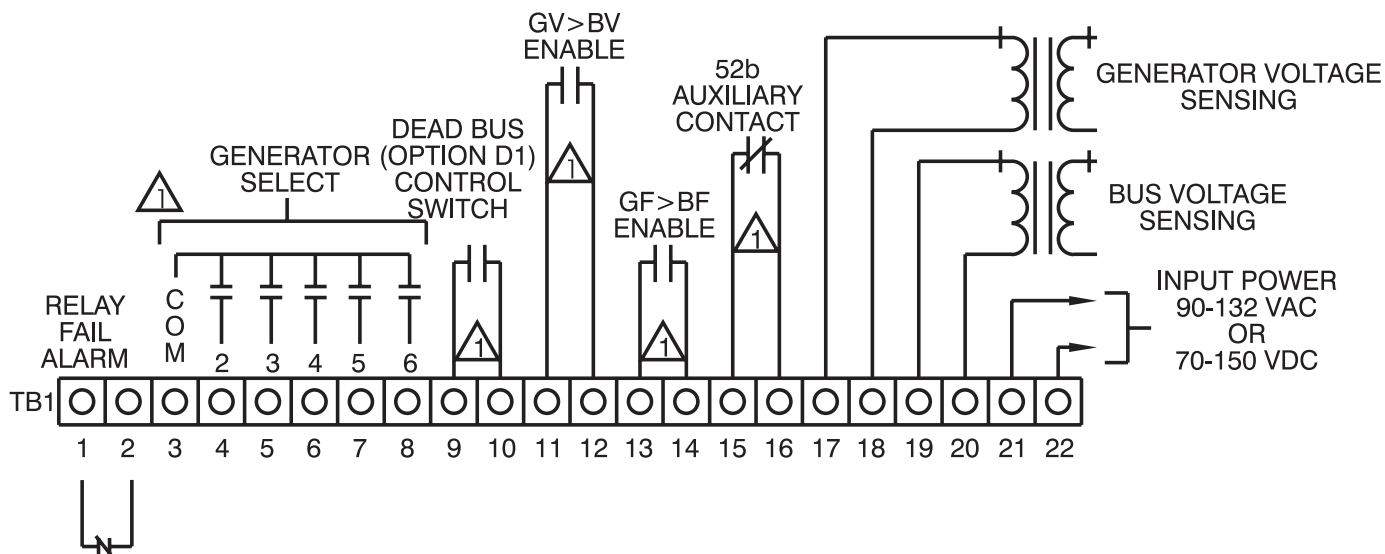 GV>BV
ENABLE
52b
AUXILIARY
CONTACT
GENERATOR VOLTAGE
SENSING
DEAD BUS
(OPTION D1)
CONTROL
SWITCH
GENERATOR
SELECT
1
1
GF>BF
ENABLE
1
BUS VOLTAGE
SENSING
INPUT POWER
90-132 VAC
OR
70-150 VDC
RELAY
FAIL
ALARM
COM
2 3 4 5 6
1
1
TB1
1 2 3 4 5 6 7 8 9 10 11 12 13 14 15 16 17 18 19 20 21 22